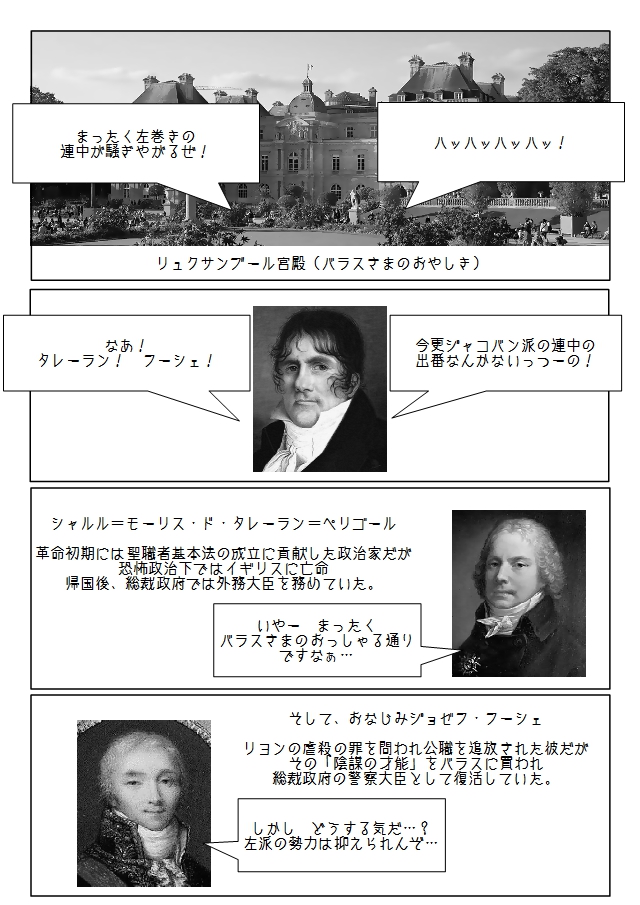 まったく左巻きの
連中が騒ぎやがるぜ！
ハッハッハッハッ！
リュクサンブール宮殿（バラスさまのおやしき）
なあ！
タレーラン！　フーシェ！
今更ジャコバン派の連中の
出番なんかないっつーの！
シャルル＝モーリス・ド・タレーラン＝ペリゴール
革命初期には聖職者基本法の成立に貢献した政治家だが
恐怖政治下ではイギリスに亡命
帰国後、総裁政府では外務大臣を務めていた。
いやー　まったく
バラスさまのおっしゃる通り
ですなぁ…
そして、おなじみジョゼフ・フーシェ
リヨンの虐殺の罪を問われ公職を追放された彼だが
その「陰謀の才能」をバラスに買われ
総裁政府の警察大臣として復活していた。
しかし　どうする気だ…？
左派の勢力は抑えられんぞ…